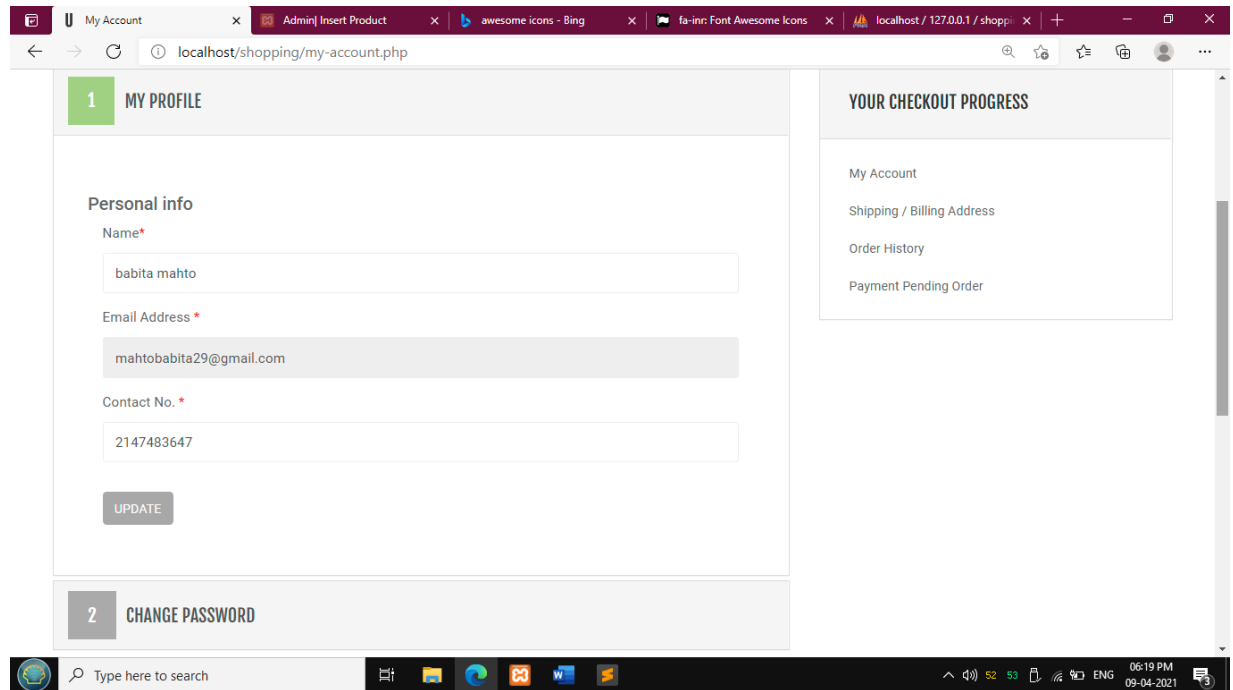 My Account
Admin| Insert Product
awesome icons - Bing
fa-inr: Font Awesome Icons
localhost / 127.0.0.1 / shoppi
localhost/shopping/my-account.php
1 MY PROFILE
Personal info
Name*
babita mahto
Email Address *
mahtobabita29@gmail.com
Contact No. *
2147483647
UPDATE
2 CHANGE PASSWORD
YOUR CHECKOUT PROGRESS
My Account
Shipping / Billing Address
Order History
Payment Pending Order
Type here to search
52 53 ENG
06:19 PM
09-04-2021
3